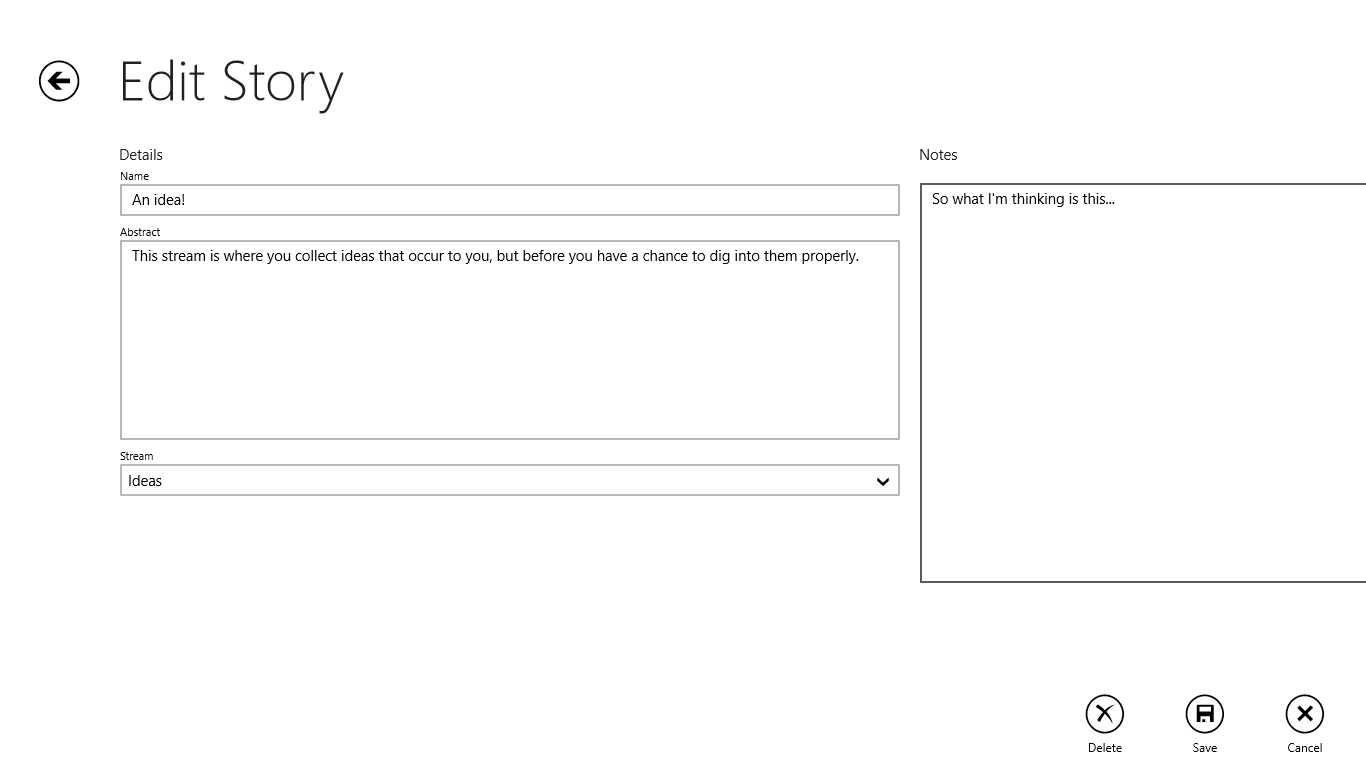 Edit Story
Details
Name
An idea!
Abstract
This stream is where you collect ideas that occur to you, but before you have a chance to dig into them properly.
Stream
Ideas
Notes
So what I'm thinking is this...
Delete
Save
Cancel